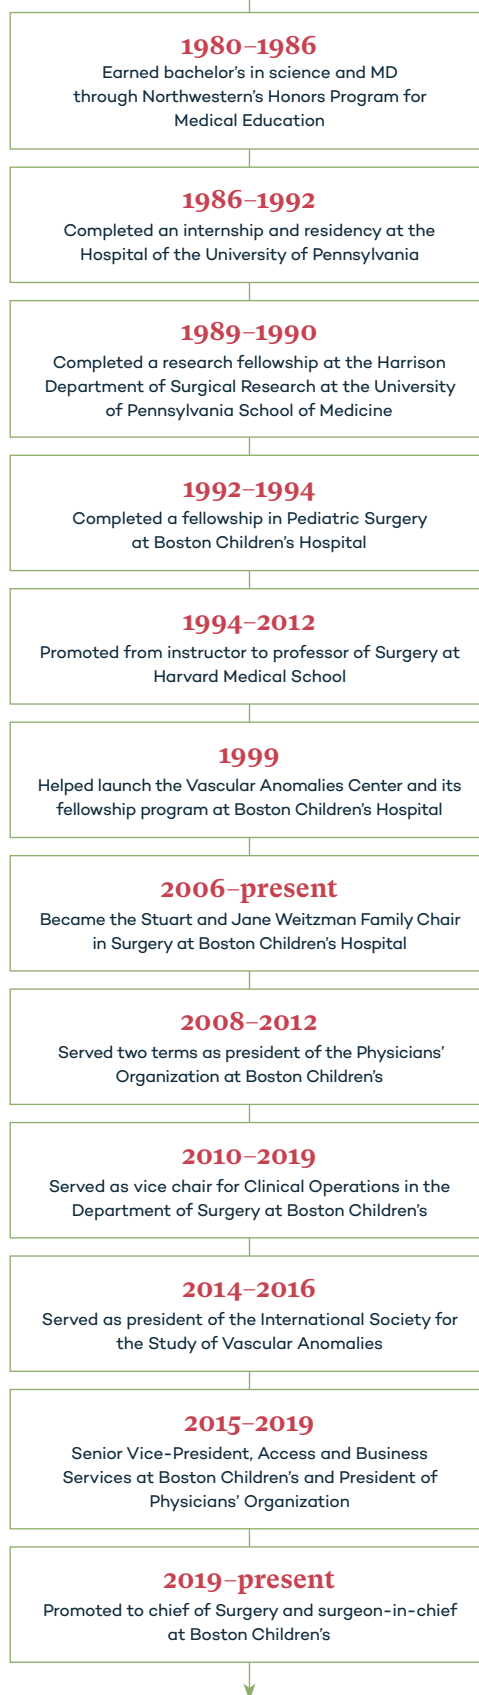 1980–1986
Earned bachelor's in science and MD
through Northwestern's Honors Program for
Medical Education
1986–1992
Completed an internship and residency at the
Hospital of the University of Pennsylvania
1989–1990
Completed a research fellowship at the Harrison
Department of Surgical Research at the University
of Pennsylvania School of Medicine
1992–1994
Completed a fellowship in Pediatric Surgery
at Boston Children's Hospital
1994–2012
Promoted from instructor to professor of Surgery at
Harvard Medical School
1999
Helped launch the Vascular Anomalies Center and its
fellowship program at Boston Children's Hospital
2006–present
Became the Stuart and Jane Weitzman Family Chair
in Surgery at Boston Children's Hospital
2008–2012
Served two terms as president of the Physicians'
Organization at Boston Children's
2010–2019
Served as vice chair for Clinical Operations in the
Department of Surgery at Boston Children's
2014–2016
Served as president of the International Society for
the Study of Vascular Anomalies
2015–2019
Senior Vice-President, Access and Business
Services at Boston Children's and President of
Physicians' Organization
2019–present
Promoted to chief of Surgery and surgeon-in-chief
at Boston Children's